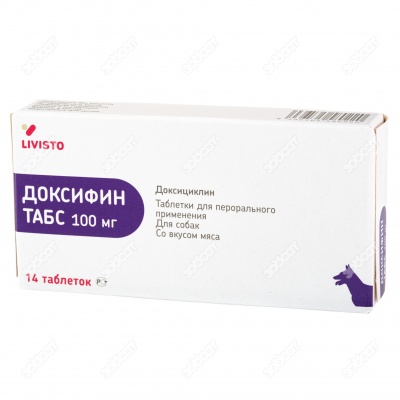 LIVISTO
ДОКСИФИН
ТАБС 100 мг
Доксициклин
Таблетки для перорального
применения
Для собак
Со вкусом мяса
14 таблеток